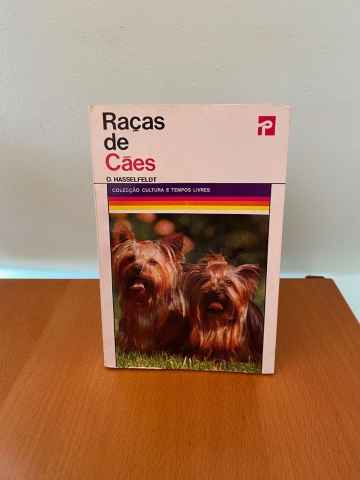 Raças
de
Cães
O. HASSELFELDT
COLECÇÃO CULTURA E TEMPOS LIVRES